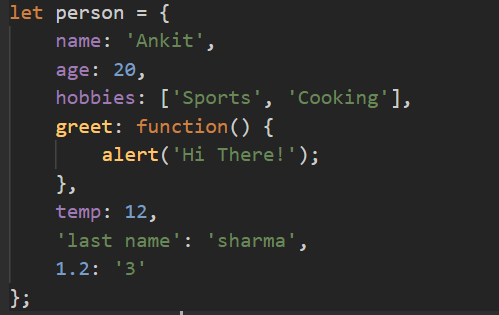 let person = {
    name: 'Ankit',
    age: 20,
    hobbies: ['Sports', 'Cooking'],
    greet: function() {
        alert('Hi There!');
    },
    temp: 12,
    'last name': 'sharma',
    1.2: '3'
};